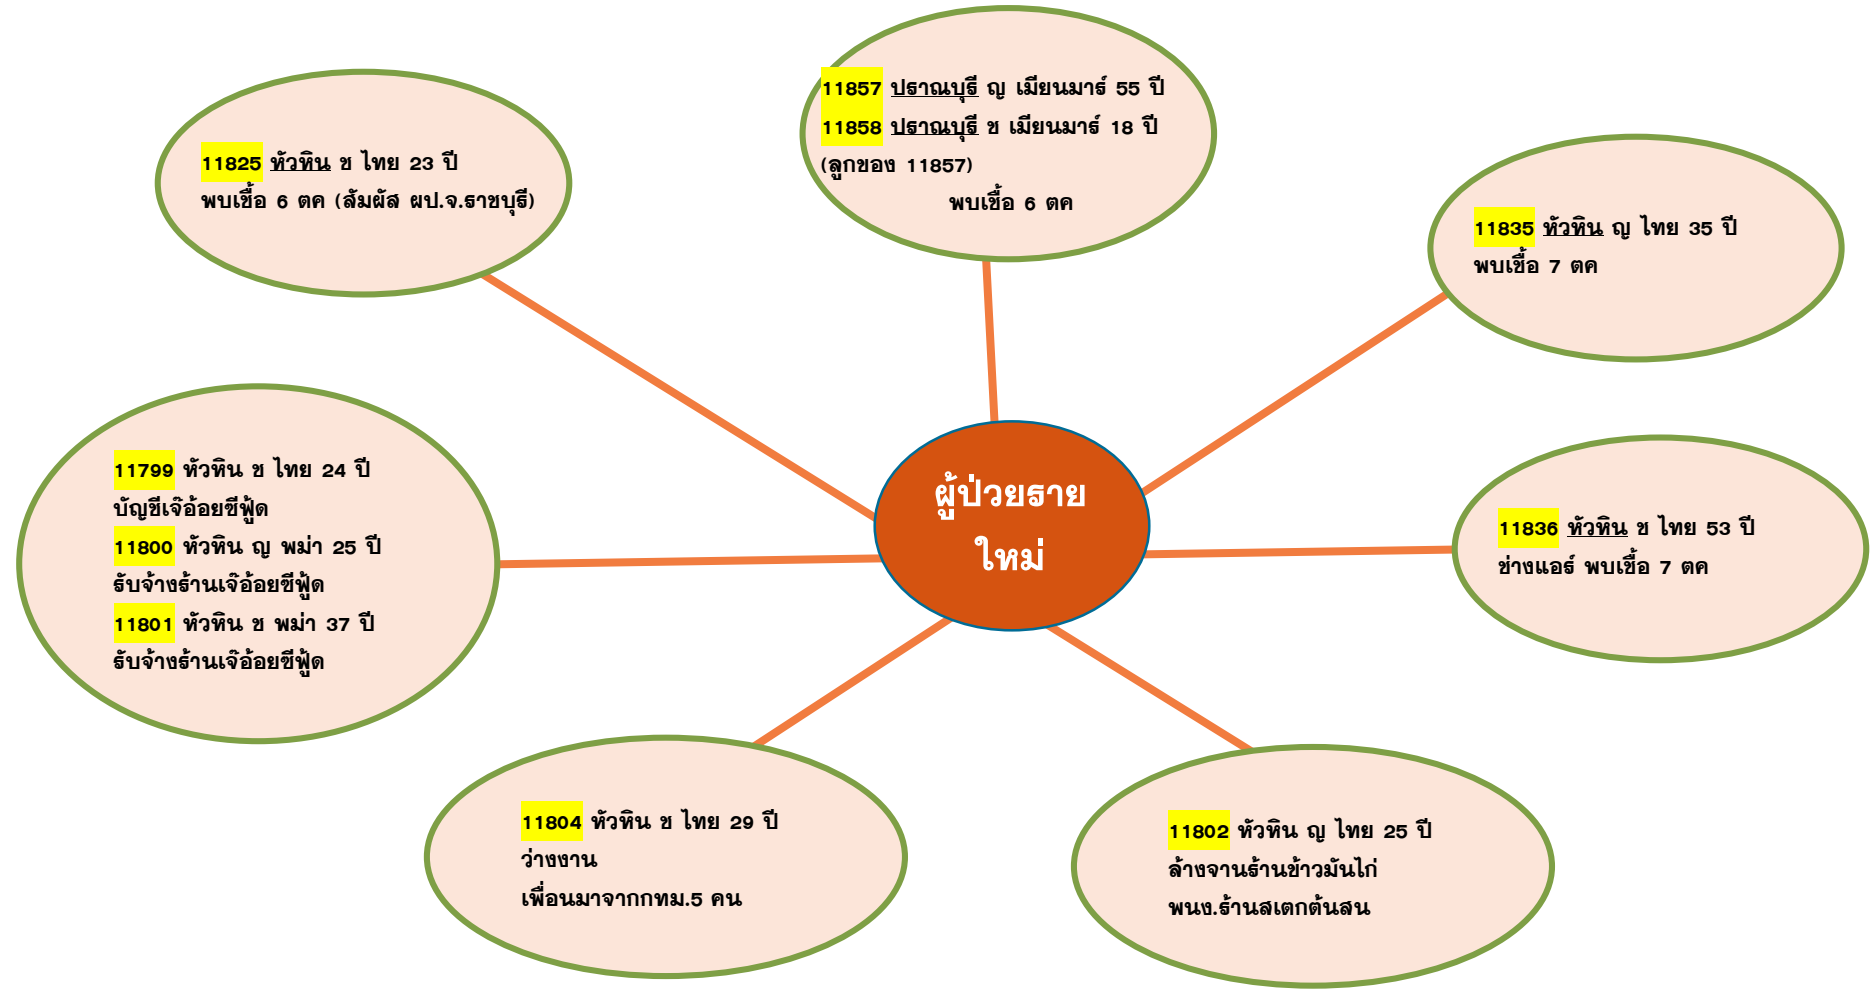 11857 ปราณบุรี ญ เมียนมาร์ 55 ปี
11858 ปราณบุรี ช เมียนมาร์ 18 ปี
(ลูกของ 11857)
พบเชื้อ 6 ตค
11825 หัวหิน ช ไทย 23 ปี
พบเชื้อ 6 ตค (สัมผัส ผป.จ.ราชบุรี)
11835 หัวหิน ญ ไทย 35 ปี
พบเชื้อ 7 ตค
11799 หัวหิน ช ไทย 24 ปี
บัญชีเจ๊อ้อยซีฟู้ด
11800 หัวหิน ญ พม่า 25 ปี
รับจ้างร้านเจ๊อ้อยซีฟู้ด
11801 หัวหิน ช พม่า 37 ปี
รับจ้างร้านเจ๊อ้อยซีฟู้ด
ผู้ป่วยราย
ใหม่
11836 หัวหิน ช ไทย 53 ปี
ช่างแอร์ พบเชื้อ 7 ตค
11804 หัวหิน ช ไทย 29 ปี
ว่างงาน
เพื่อนมาจากกทม.5 คน
11802 หัวหิน ญ ไทย 25 ปี
ล้างจานร้านข้าวมันไก่
พนง.ร้านสเตกต้นสน